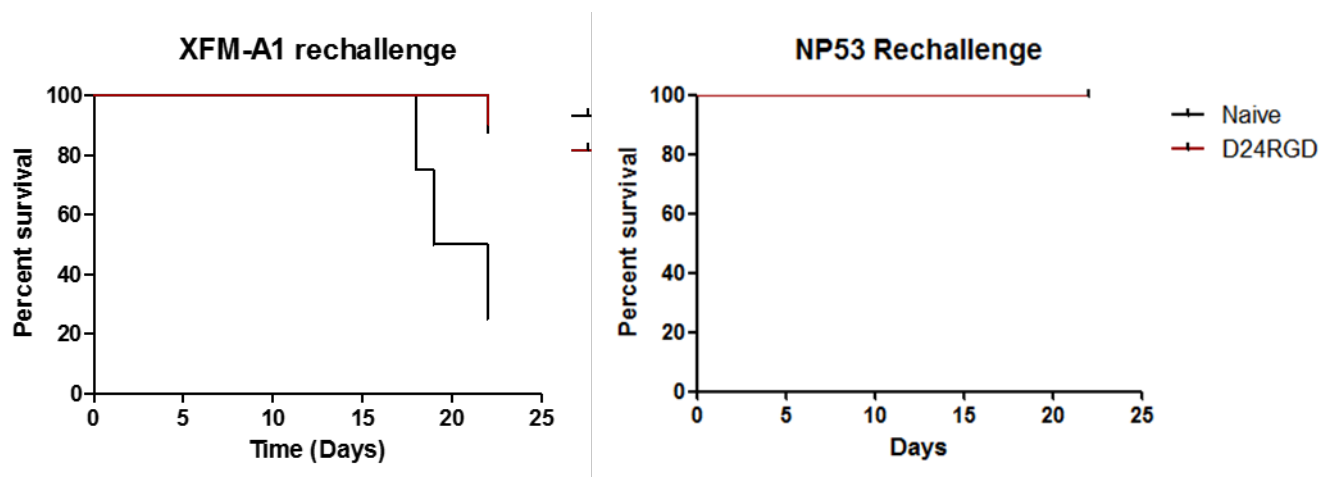 XFM-A1 rechallenge
Percent survival
100
80
60
40
20
0
0 5 10 15 20 25
Time (Days)
NP53 Rechallenge
Percent survival
100
80
60
40
20
0
0 5 10 15 20 25
Days
Naive
D24RGD